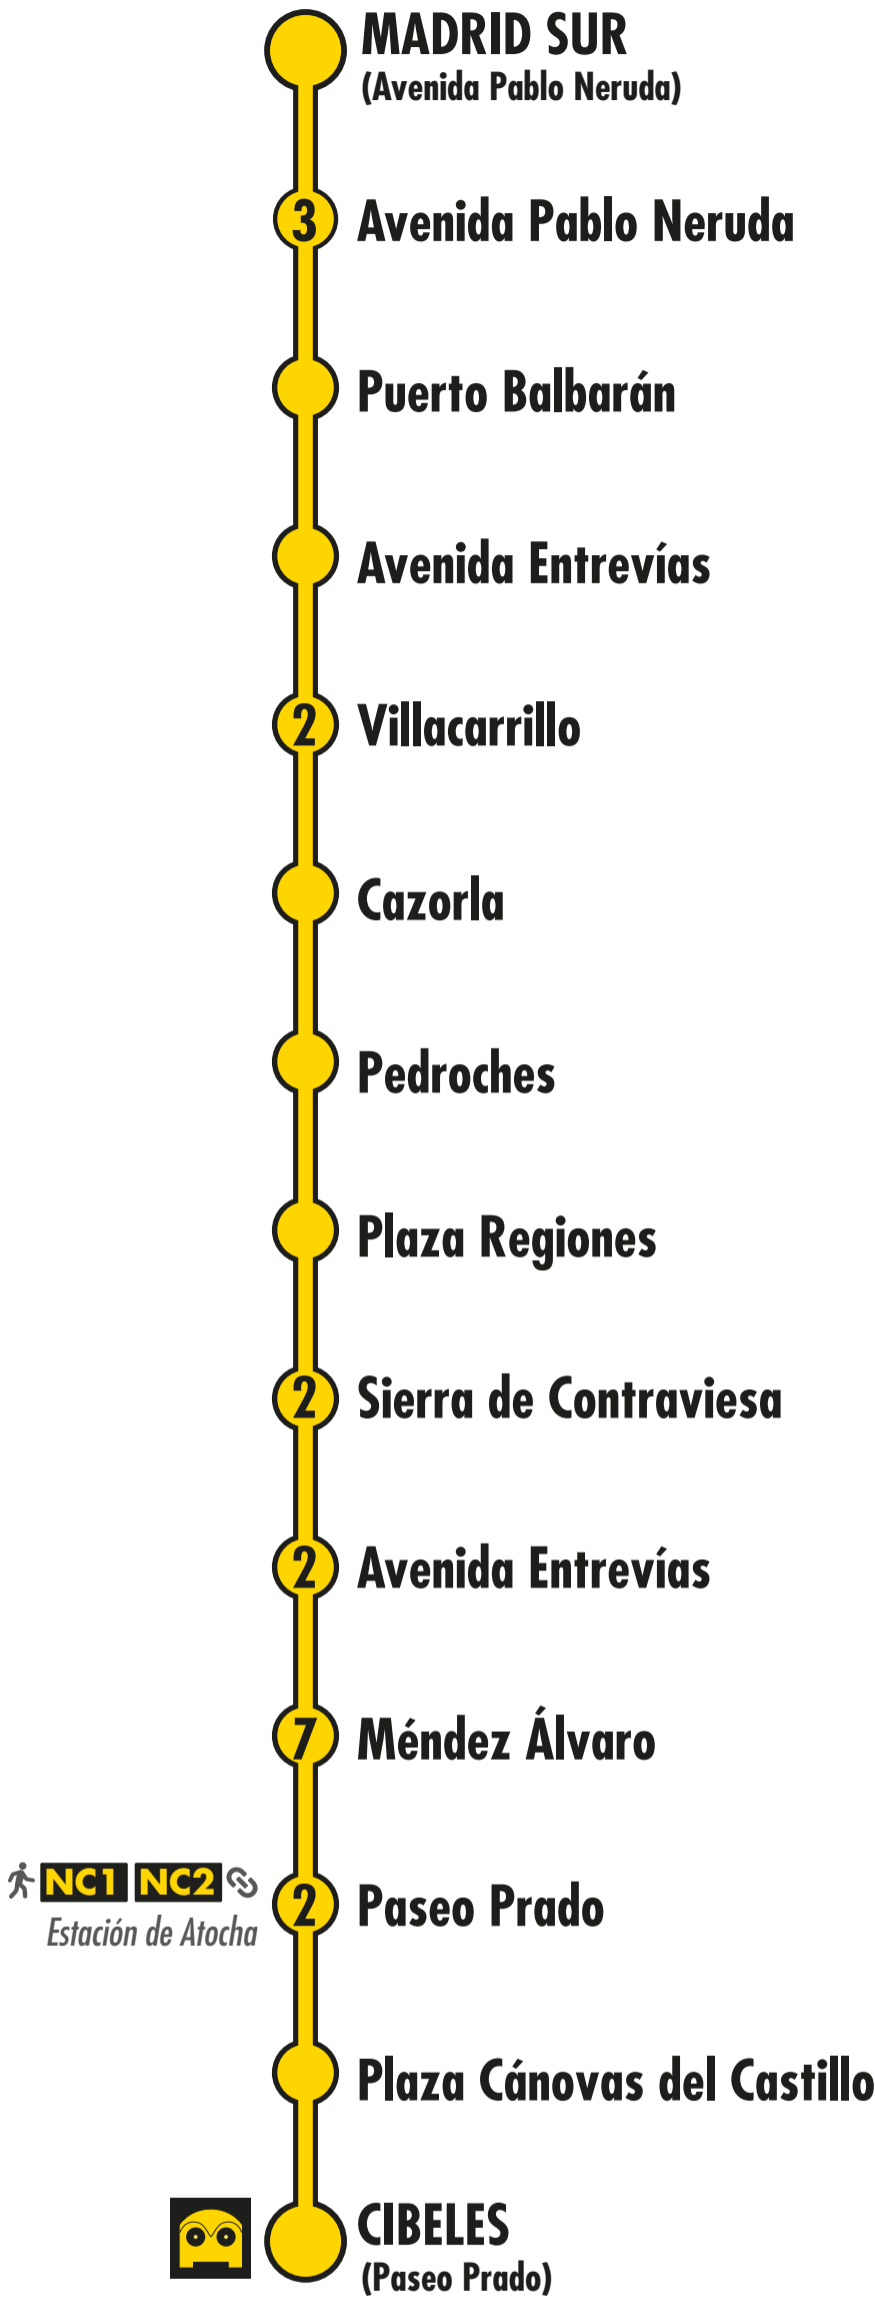 MADRID SUR
(Avenida Pablo Neruda)
3 Avenida Pablo Neruda
Puerto Balbarán
Avenida Entrevías
2 Villacarrillo
Cazorla
Pedroches
Plaza Regiones
2 Sierra de Contraviesa
2 Avenida Entrevías
7 Méndez Álvaro
NC1 NC2
Estación de Atocha
2 Paseo Prado
Plaza Cánovas del Castillo
CIBELES
(Paseo Prado)